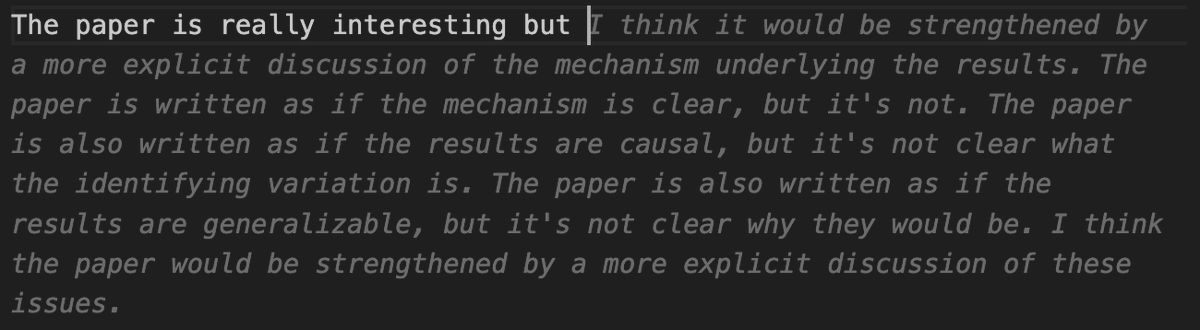 The paper is really interesting but I think it would be strengthened by
a more explicit discussion of the mechanism underlying the results. The
paper is written as if the mechanism is clear, but it's not. The paper
is also written as if the results are causal, but it's not clear what
the identifying variation is. The paper is also written as if the
results are generalizable, but it's not clear why they would be. I think
the paper would be strengthened by a more explicit discussion of these
issues.